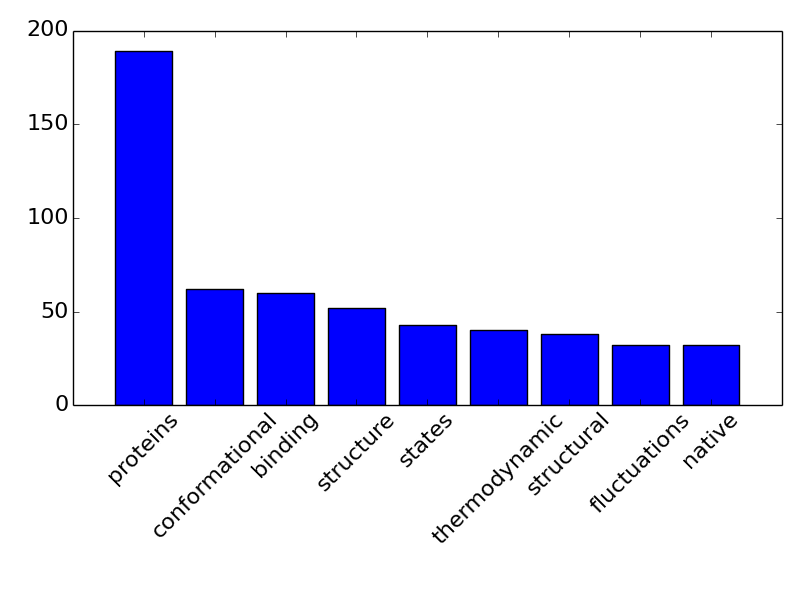 200
150
100
50
0
proteins
conformational
binding
structure
states
thermodynamic
structural
fluctuations
native